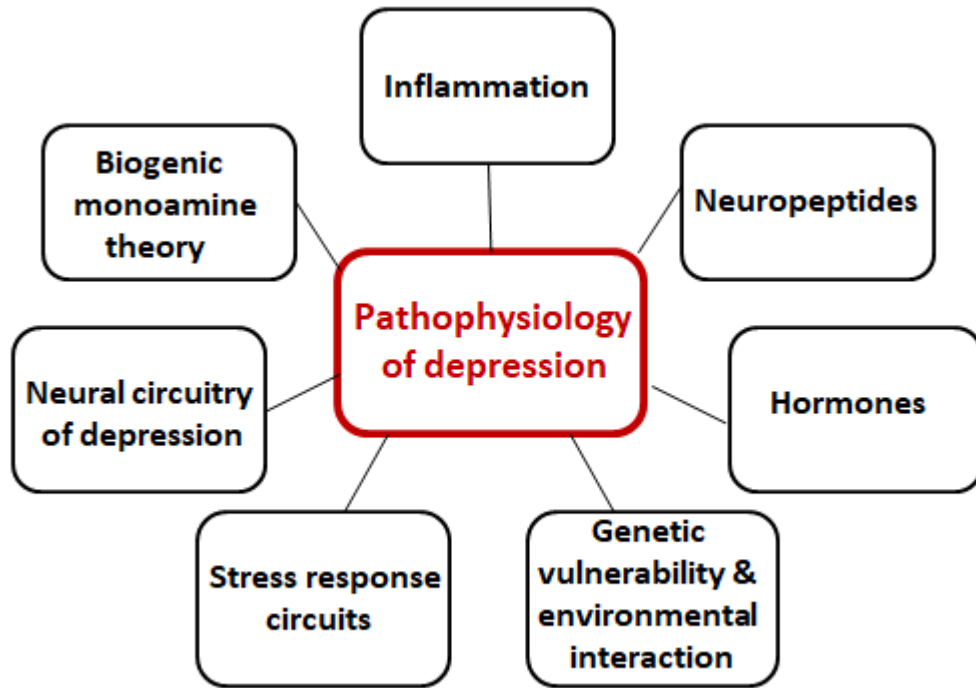 Inflammation
Biogenic
monoamine
theory
Neuropeptides
Pathophysiology
of depression
Neural circuitry
of depression
Hormones
Stress response
circuits
Genetic
vulnerability &
environmental
interaction